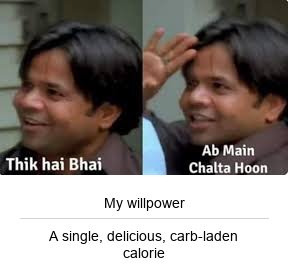 Thik hai Bhai
Ab Main
Chalta Hoon
My willpower
A single, delicious, carb-laden
calorie